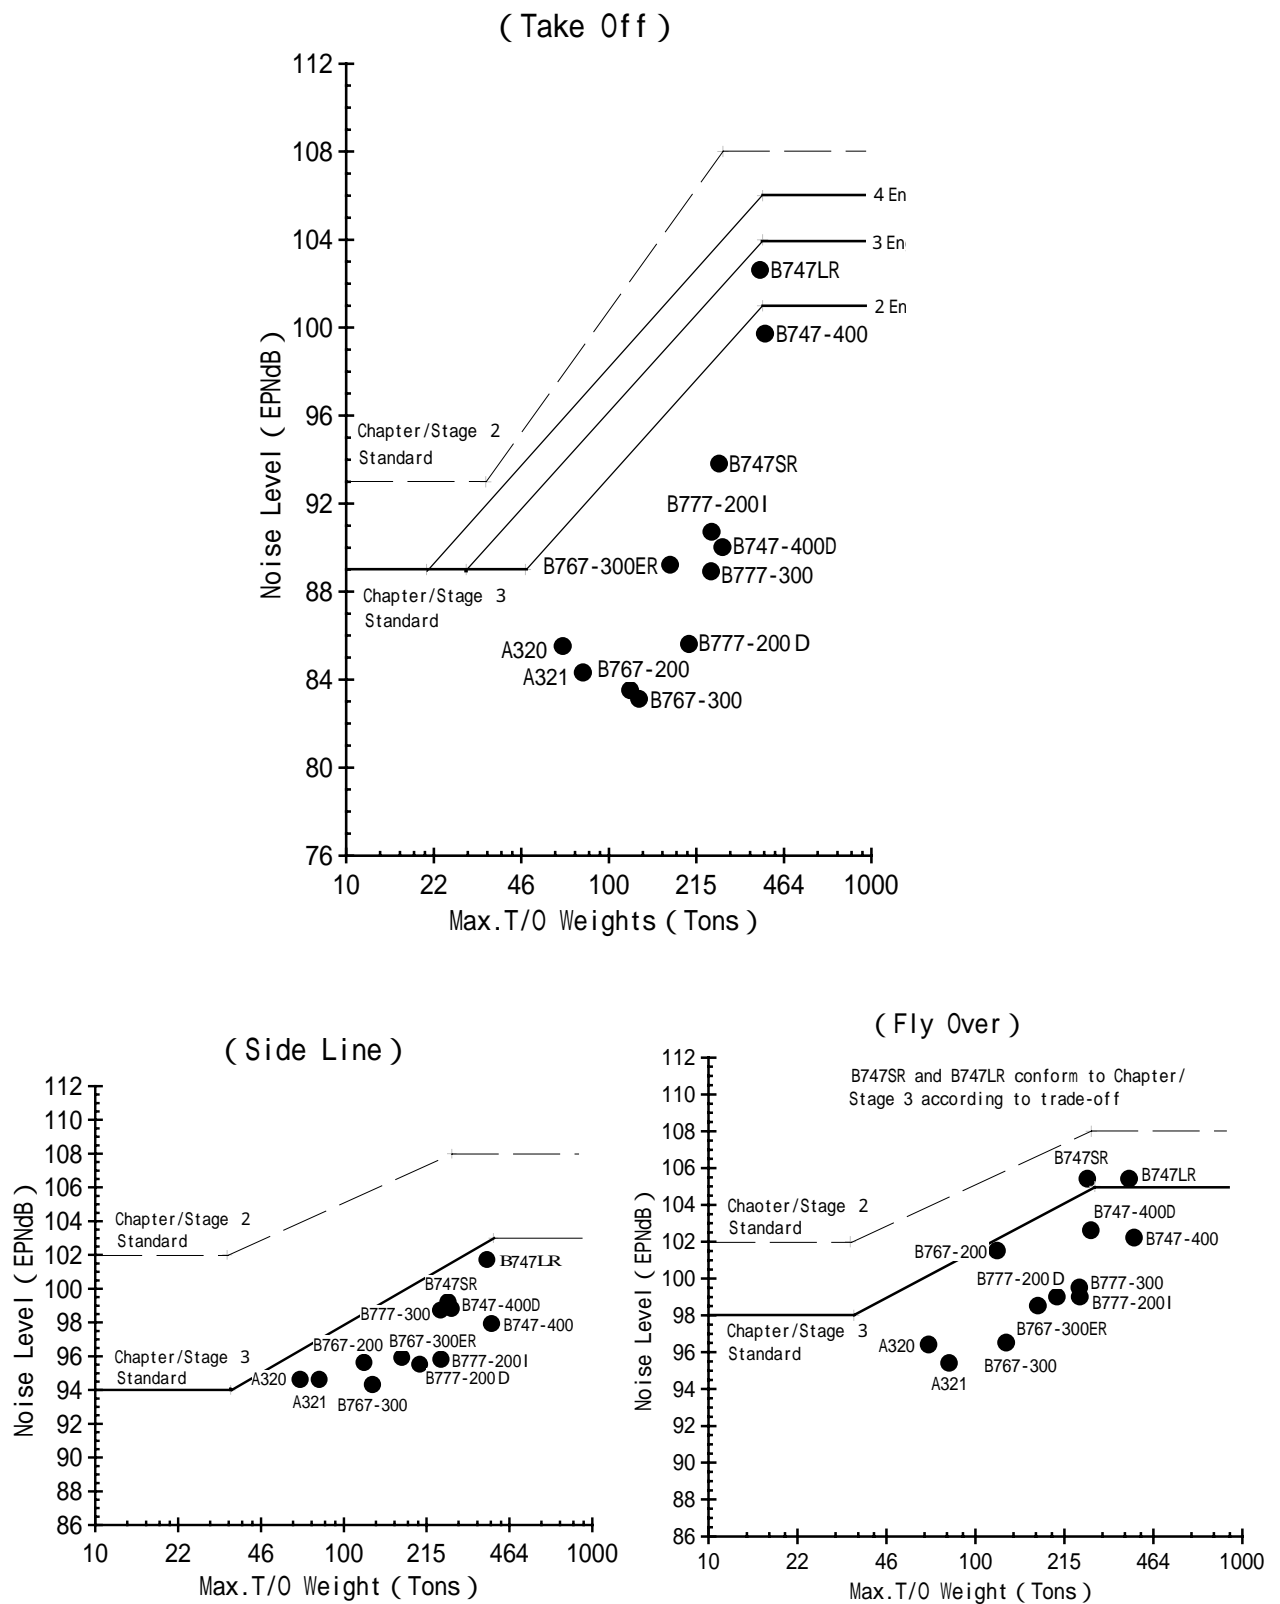 (Take Off)
112
108
104
100
96
92
88
84
80
76
Noise Level (EPNdB)
4 En
3 En
B747LR
2 En
B747-400
Chapter/Stage 2
Standard
B747SR
B777-200I
B747-400D
B767-300ER
B777-300
Chapter/Stage 3
Standard
B777-200D
A320
B767-200
A321
B767-300
10 22 46 100 215 464 1000
Max.T/O Weights (Tons)
(Side Line)
112
110
108
106
104
102
100
98
96
94
92
90
88
86
Noise Level (EPNdB)
Chapter/Stage 2
Standard
B747LR
B747SR
B747-400D
B777-300
B747-400
B767-200
B767-300ER
Chapter/Stage 3
Standard
B777-200I
B777-200D
A320
A321
B767-300
10 22 46 100 215 464 1000
Max.T/O Weight (Tons)
(Fly Over)
B747SR and B747LR conform to Chapter/
Stage 3 according to trade-off
112
110
108
106
104
102
100
98
96
94
92
90
88
86
Noise Level (EPNdB)
B747SR
B747LR
Chaoter/Stage 2
Standard
B747-400D
B747-400
B767-200
B777-200D
B777-300
B777-200I
Chapter/Stage 3
Standard
B767-300ER
A320
B767-300
A321
10 22 46 100 215 464 1000
Max.T/O Weight (Tons)